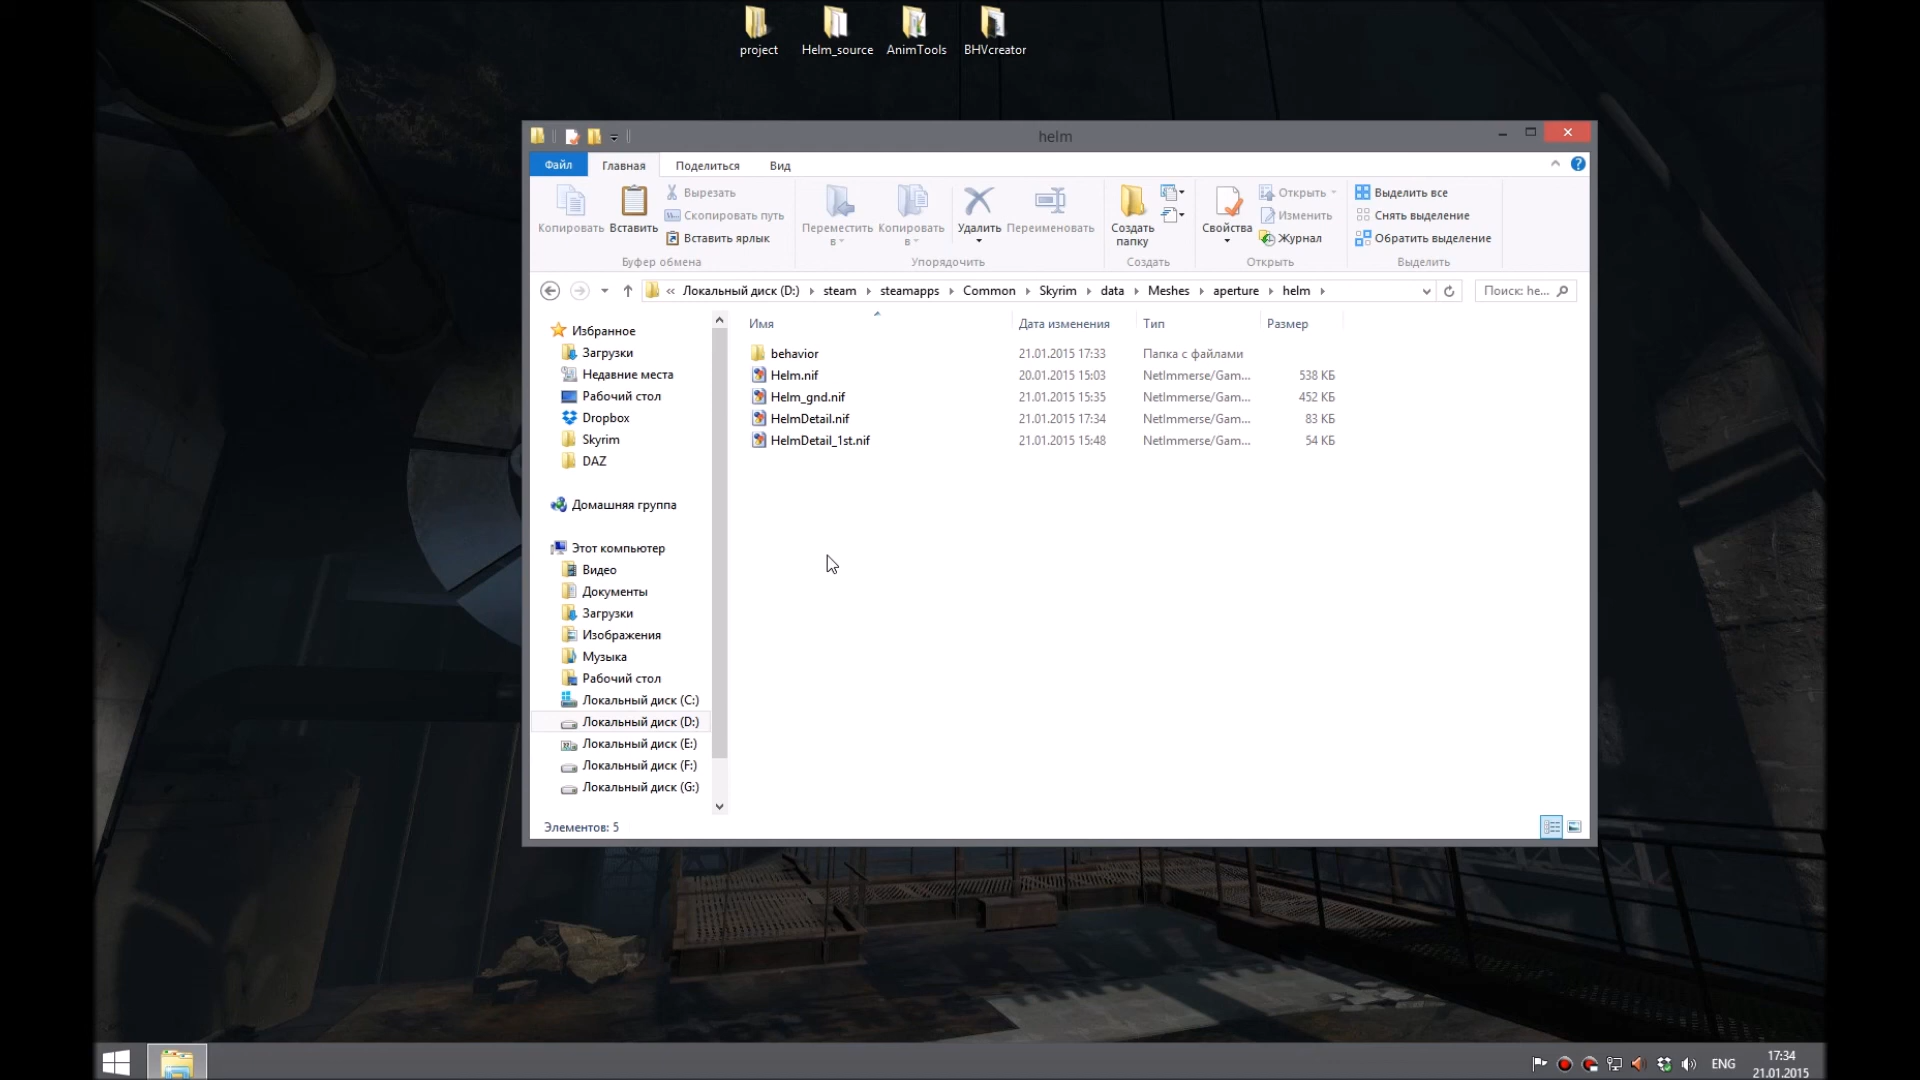 project
Helm_source
AnimTools
BHVcreator
helm
Файл
Главная
Поделиться
Вид
Копировать
Вставить
Вырезать
Скопировать путь
Вставить ярлык
Буфер обмена
Переместить в
Копировать в
Удалить
Переименовать
Упорядочить
Создать папку
Создать
Свойства
Открыть
Изменить
Журнал
Открыть
Выделить все
Снять выделение
Обратить выделение
Выделить
« Локальный диск (D:) steam steamapps Common Skyrim data Meshes aperture helm
Поиск: he...
Имя Дата изменения Тип Размер
behavior 21.01.2015 17:33 Папка с файлами
Helm.nif 20.01.2015 15:03 NetImmerse/Gam... 538 КБ
Helm_gnd.nif 21.01.2015 15:35 NetImmerse/Gam... 452 КБ
HelmDetail.nif 21.01.2015 17:34 NetImmerse/Gam... 83 КБ
HelmDetail_1st.nif 21.01.2015 15:48 NetImmerse/Gam... 54 КБ
Избранное
Загрузки
Недавние места
Рабочий стол
Dropbox
Skyrim
DAZ
Домашняя группа
Этот компьютер
Видео
Документы
Загрузки
Изображения
Музыка
Рабочий стол
Локальный диск (C:)
Локальный диск (D:)
Локальный диск (E:)
Локальный диск (F:)
Локальный диск (G:)
Элементов: 5
ENG
17:34
21.01.2015